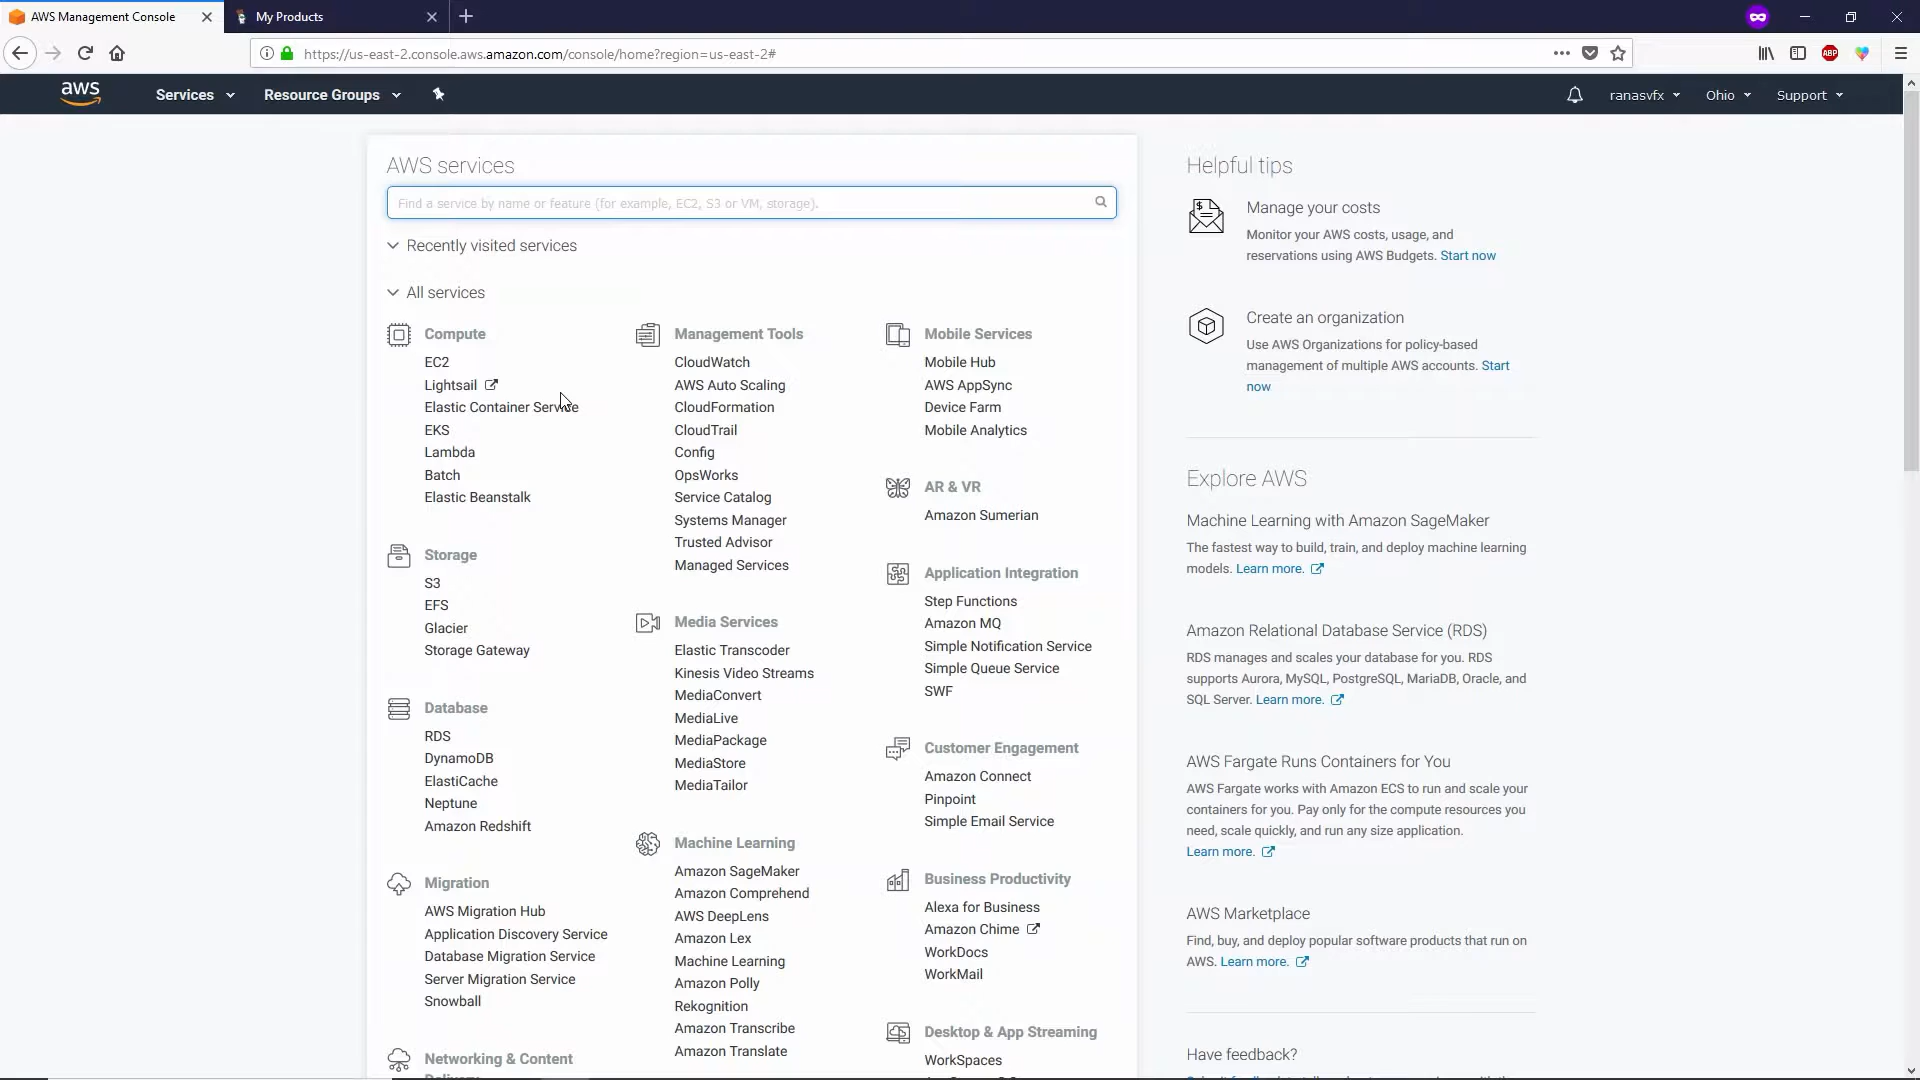 AWS Management Console
My Products
https://us-east-2.console.aws.amazon.com/console/home?region=us-east-2#
ABP
aws
Services
Resource Groups
ranasvfx
Ohio
Support
AWS services
Find a service by name or feature (for example, EC2, S3 or VM, storage).
Recently visited services
All services
Compute
EC2
Lightsail
Elastic Container Service
EKS
Lambda
Batch
Elastic Beanstalk
Storage
S3
EFS
Glacier
Storage Gateway
Database
RDS
DynamoDB
ElastiCache
Neptune
Amazon Redshift
Migration
AWS Migration Hub
Application Discovery Service
Database Migration Service
Server Migration Service
Snowball
Networking & Content
Management Tools
CloudWatch
AWS Auto Scaling
CloudFormation
CloudTrail
Config
OpsWorks
Service Catalog
Systems Manager
Trusted Advisor
Managed Services
Media Services
Elastic Transcoder
Kinesis Video Streams
MediaConvert
MediaLive
MediaPackage
MediaStore
MediaTailor
Machine Learning
Amazon SageMaker
Amazon Comprehend
AWS DeepLens
Amazon Lex
Machine Learning
Amazon Polly
Rekognition
Amazon Transcribe
Amazon Translate
Mobile Services
Mobile Hub
AWS AppSync
Device Farm
Mobile Analytics
AR & VR
Amazon Sumerian
Application Integration
Step Functions
Amazon MQ
Simple Notification Service
Simple Queue Service
SWF
Customer Engagement
Amazon Connect
Pinpoint
Simple Email Service
Business Productivity
Alexa for Business
Amazon Chime
WorkDocs
WorkMail
Desktop & App Streaming
WorkSpaces
Helpful tips
Manage your costs
Monitor your AWS costs, usage, and
reservations using AWS Budgets. Start now
Create an organization
Use AWS Organizations for policy-based
management of multiple AWS accounts. Start
now
Explore AWS
Machine Learning with Amazon SageMaker
The fastest way to build, train, and deploy machine learning
models. Learn more.
Amazon Relational Database Service (RDS)
RDS manages and scales your database for you. RDS
supports Aurora, MySQL, PostgreSQL, MariaDB, Oracle, and
SQL Server. Learn more.
AWS Fargate Runs Containers for You
AWS Fargate works with Amazon ECS to run and scale your
containers for you. Pay only for the compute resources you
need, scale quickly, and run any size application.
Learn more.
AWS Marketplace
Find, buy, and deploy popular software products that run on
AWS. Learn more.
Have feedback?